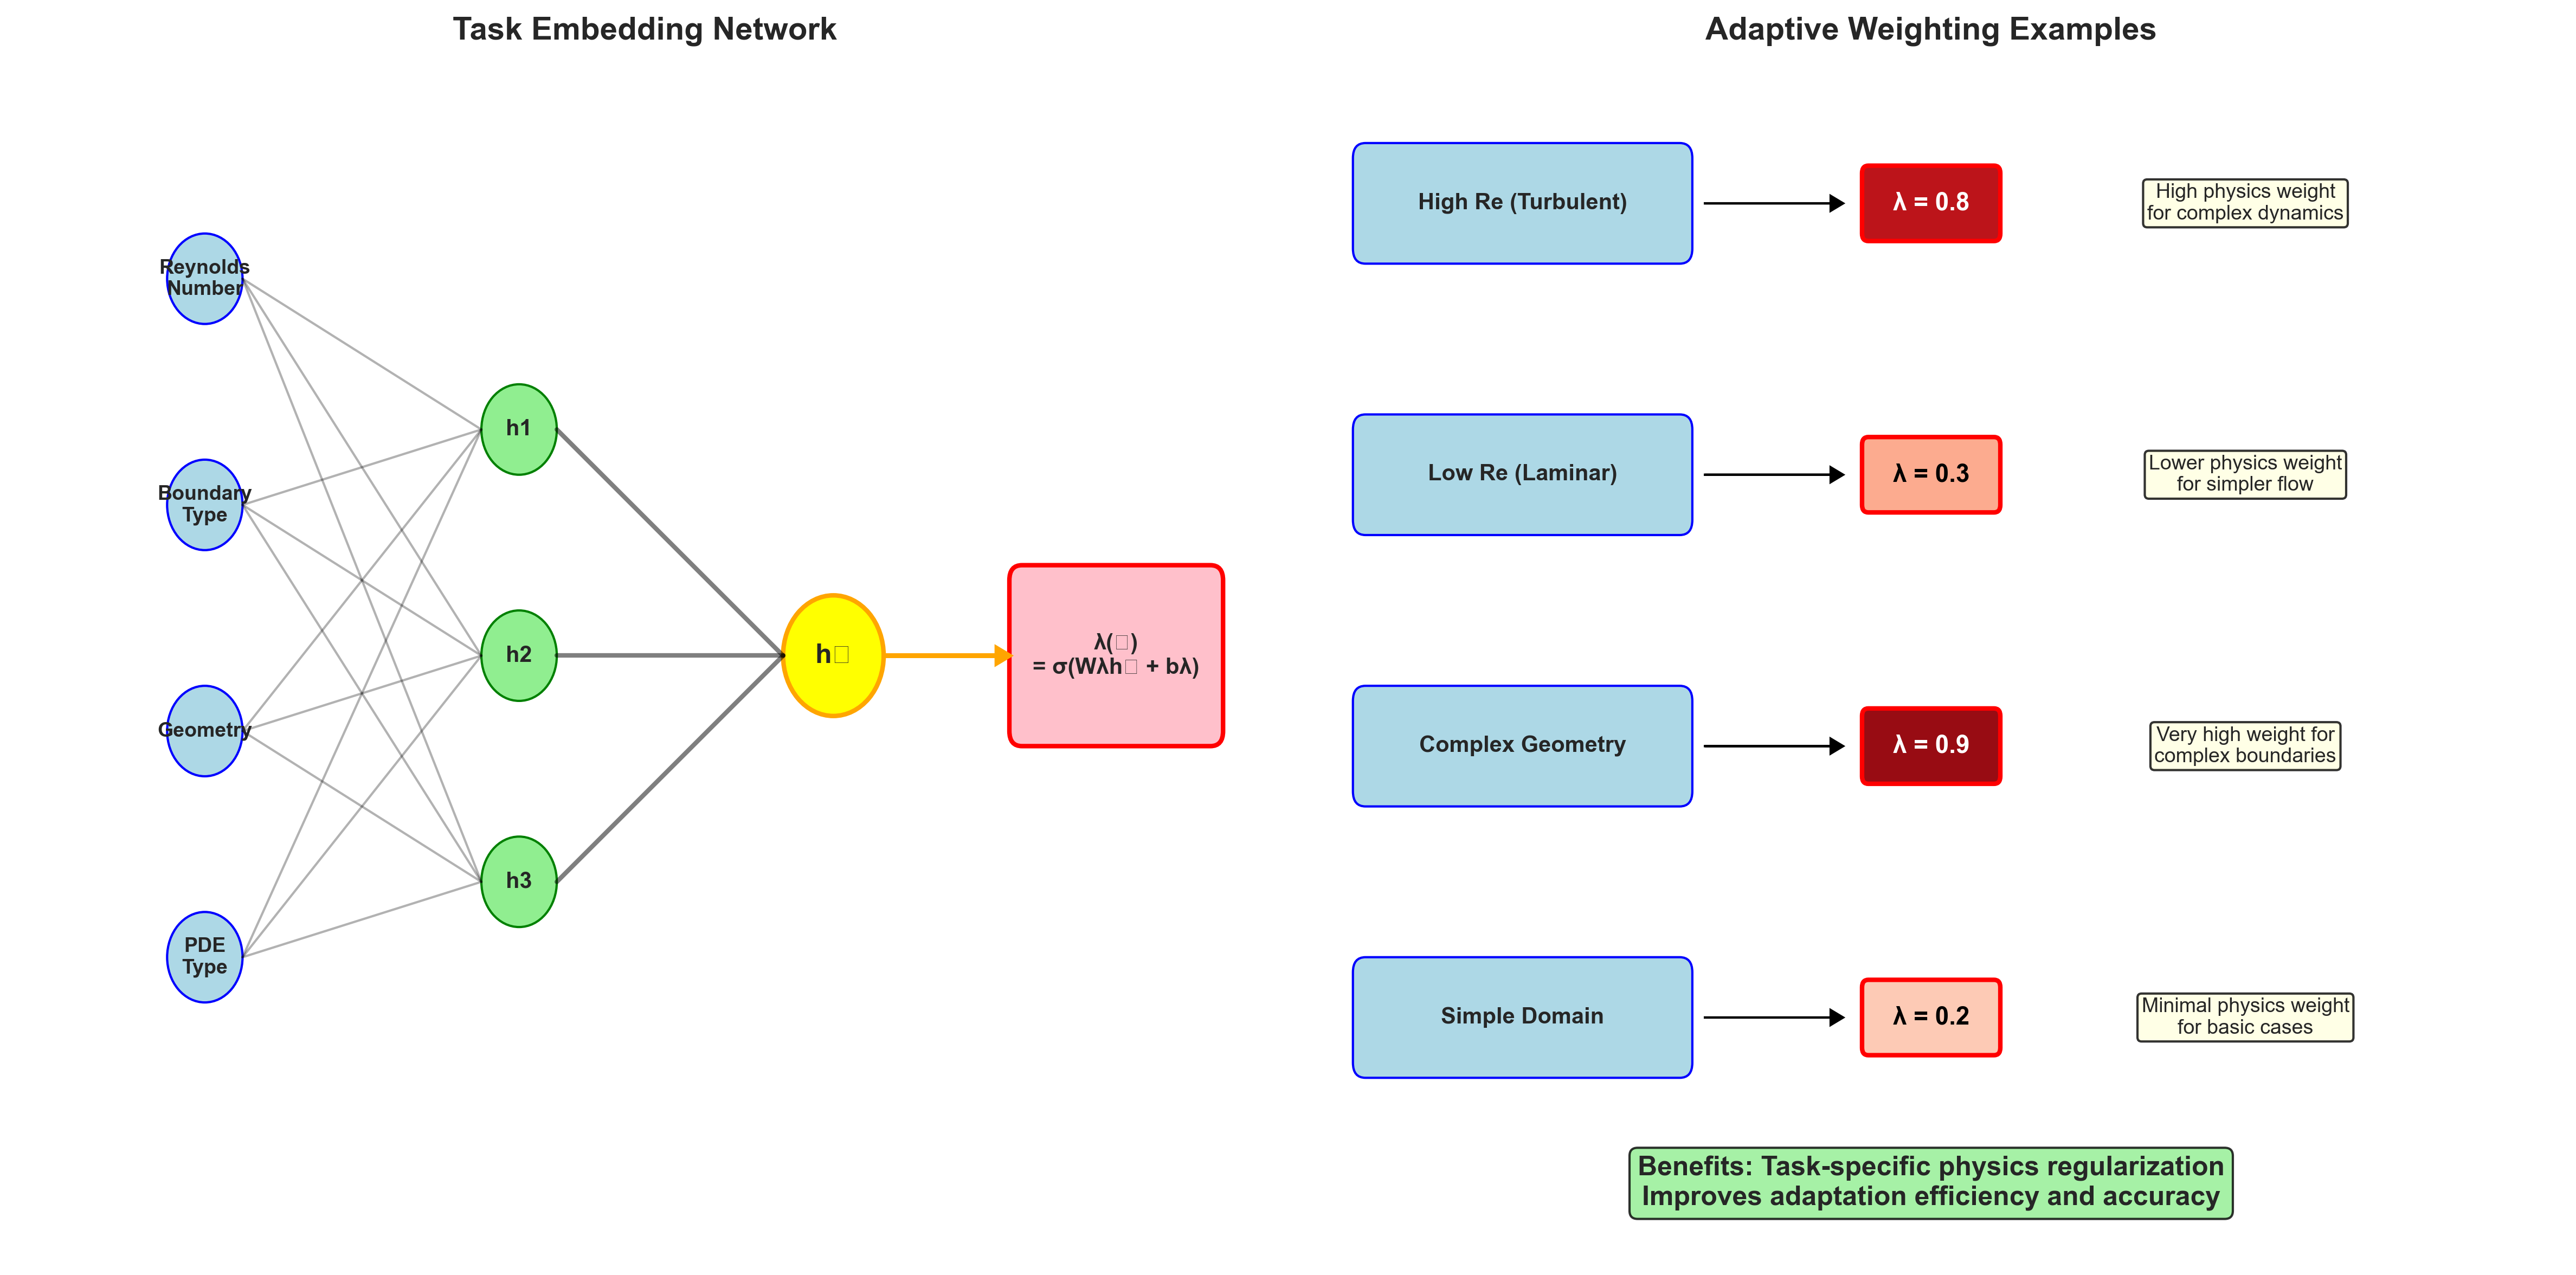 Task Embedding Network
Reynolds
Number
Boundary
Type
Geometry
PDE
Type
h1
h2
h3
h□
λ(□)
= σ(Wλh□ + bλ)
Adaptive Weighting Examples
High Re (Turbulent)
λ = 0.8
High physics weight
for complex dynamics
Low Re (Laminar)
λ = 0.3
Lower physics weight
for simpler flow
Complex Geometry
λ = 0.9
Very high weight for
complex boundaries
Simple Domain
λ = 0.2
Minimal physics weight
for basic cases
Benefits: Task-specific physics regularization
Improves adaptation efficiency and accuracy